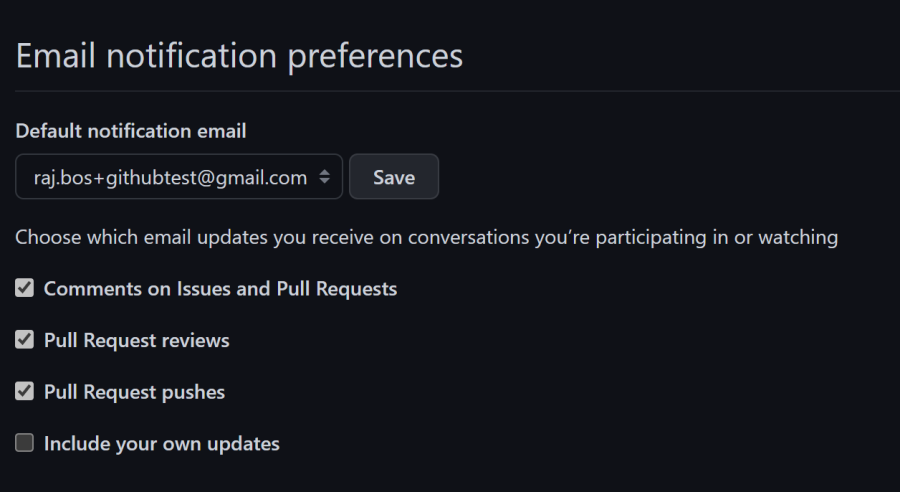 Email notification preferences
Default notification email
raj.bos+githubtest@gmail.com Save
Choose which email updates you receive on conversations you’re participating in or watching
Comments on Issues and Pull Requests
Pull Request reviews
Pull Request pushes
Include your own updates